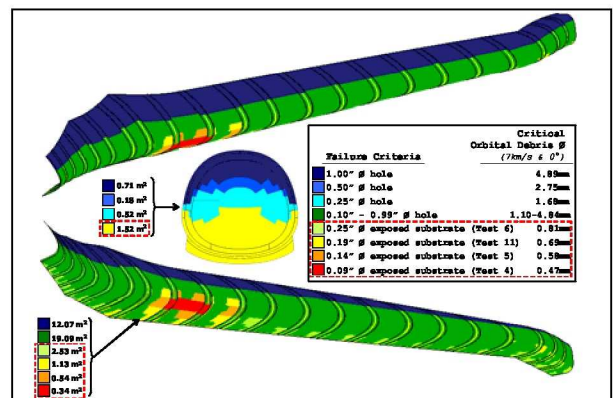 Critical
Orbital Debris Ø
Failure Criteria (7km/s & 0°)
1.00" Ø hole 4.89mm
0.50" Ø hole 2.75mm
0.25" Ø hole 1.68mm
0.10" - 0.99" Ø hole 1.10-4.84mm
0.25" Ø exposed substrate (Test 6) 0.81mm
0.19" Ø exposed substrate (Test 11) 0.69mm
0.14" Ø exposed substrate (Test 5) 0.58mm
0.09" Ø exposed substrate (Test 4) 0.47mm
0.71 m²
0.18 m²
0.52 m²
1.52 m²
12.07 m²
19.09 m²
2.53 m²
1.13 m²
0.54 m²
0.34 m²